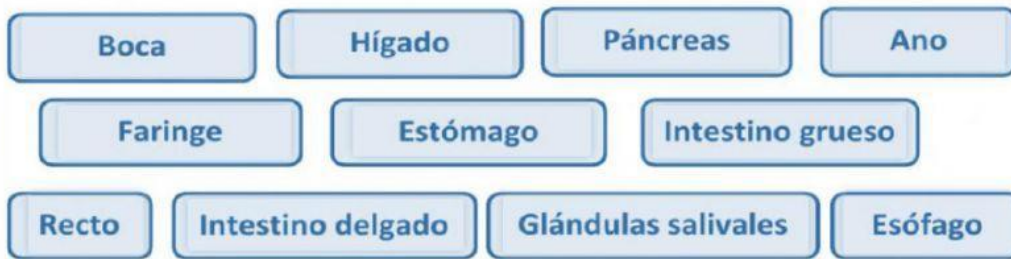 Boca Hígado Páncreas Ano
Faringe Estómago Intestino grueso
Recto Intestino delgado Glándulas salivales Esófago